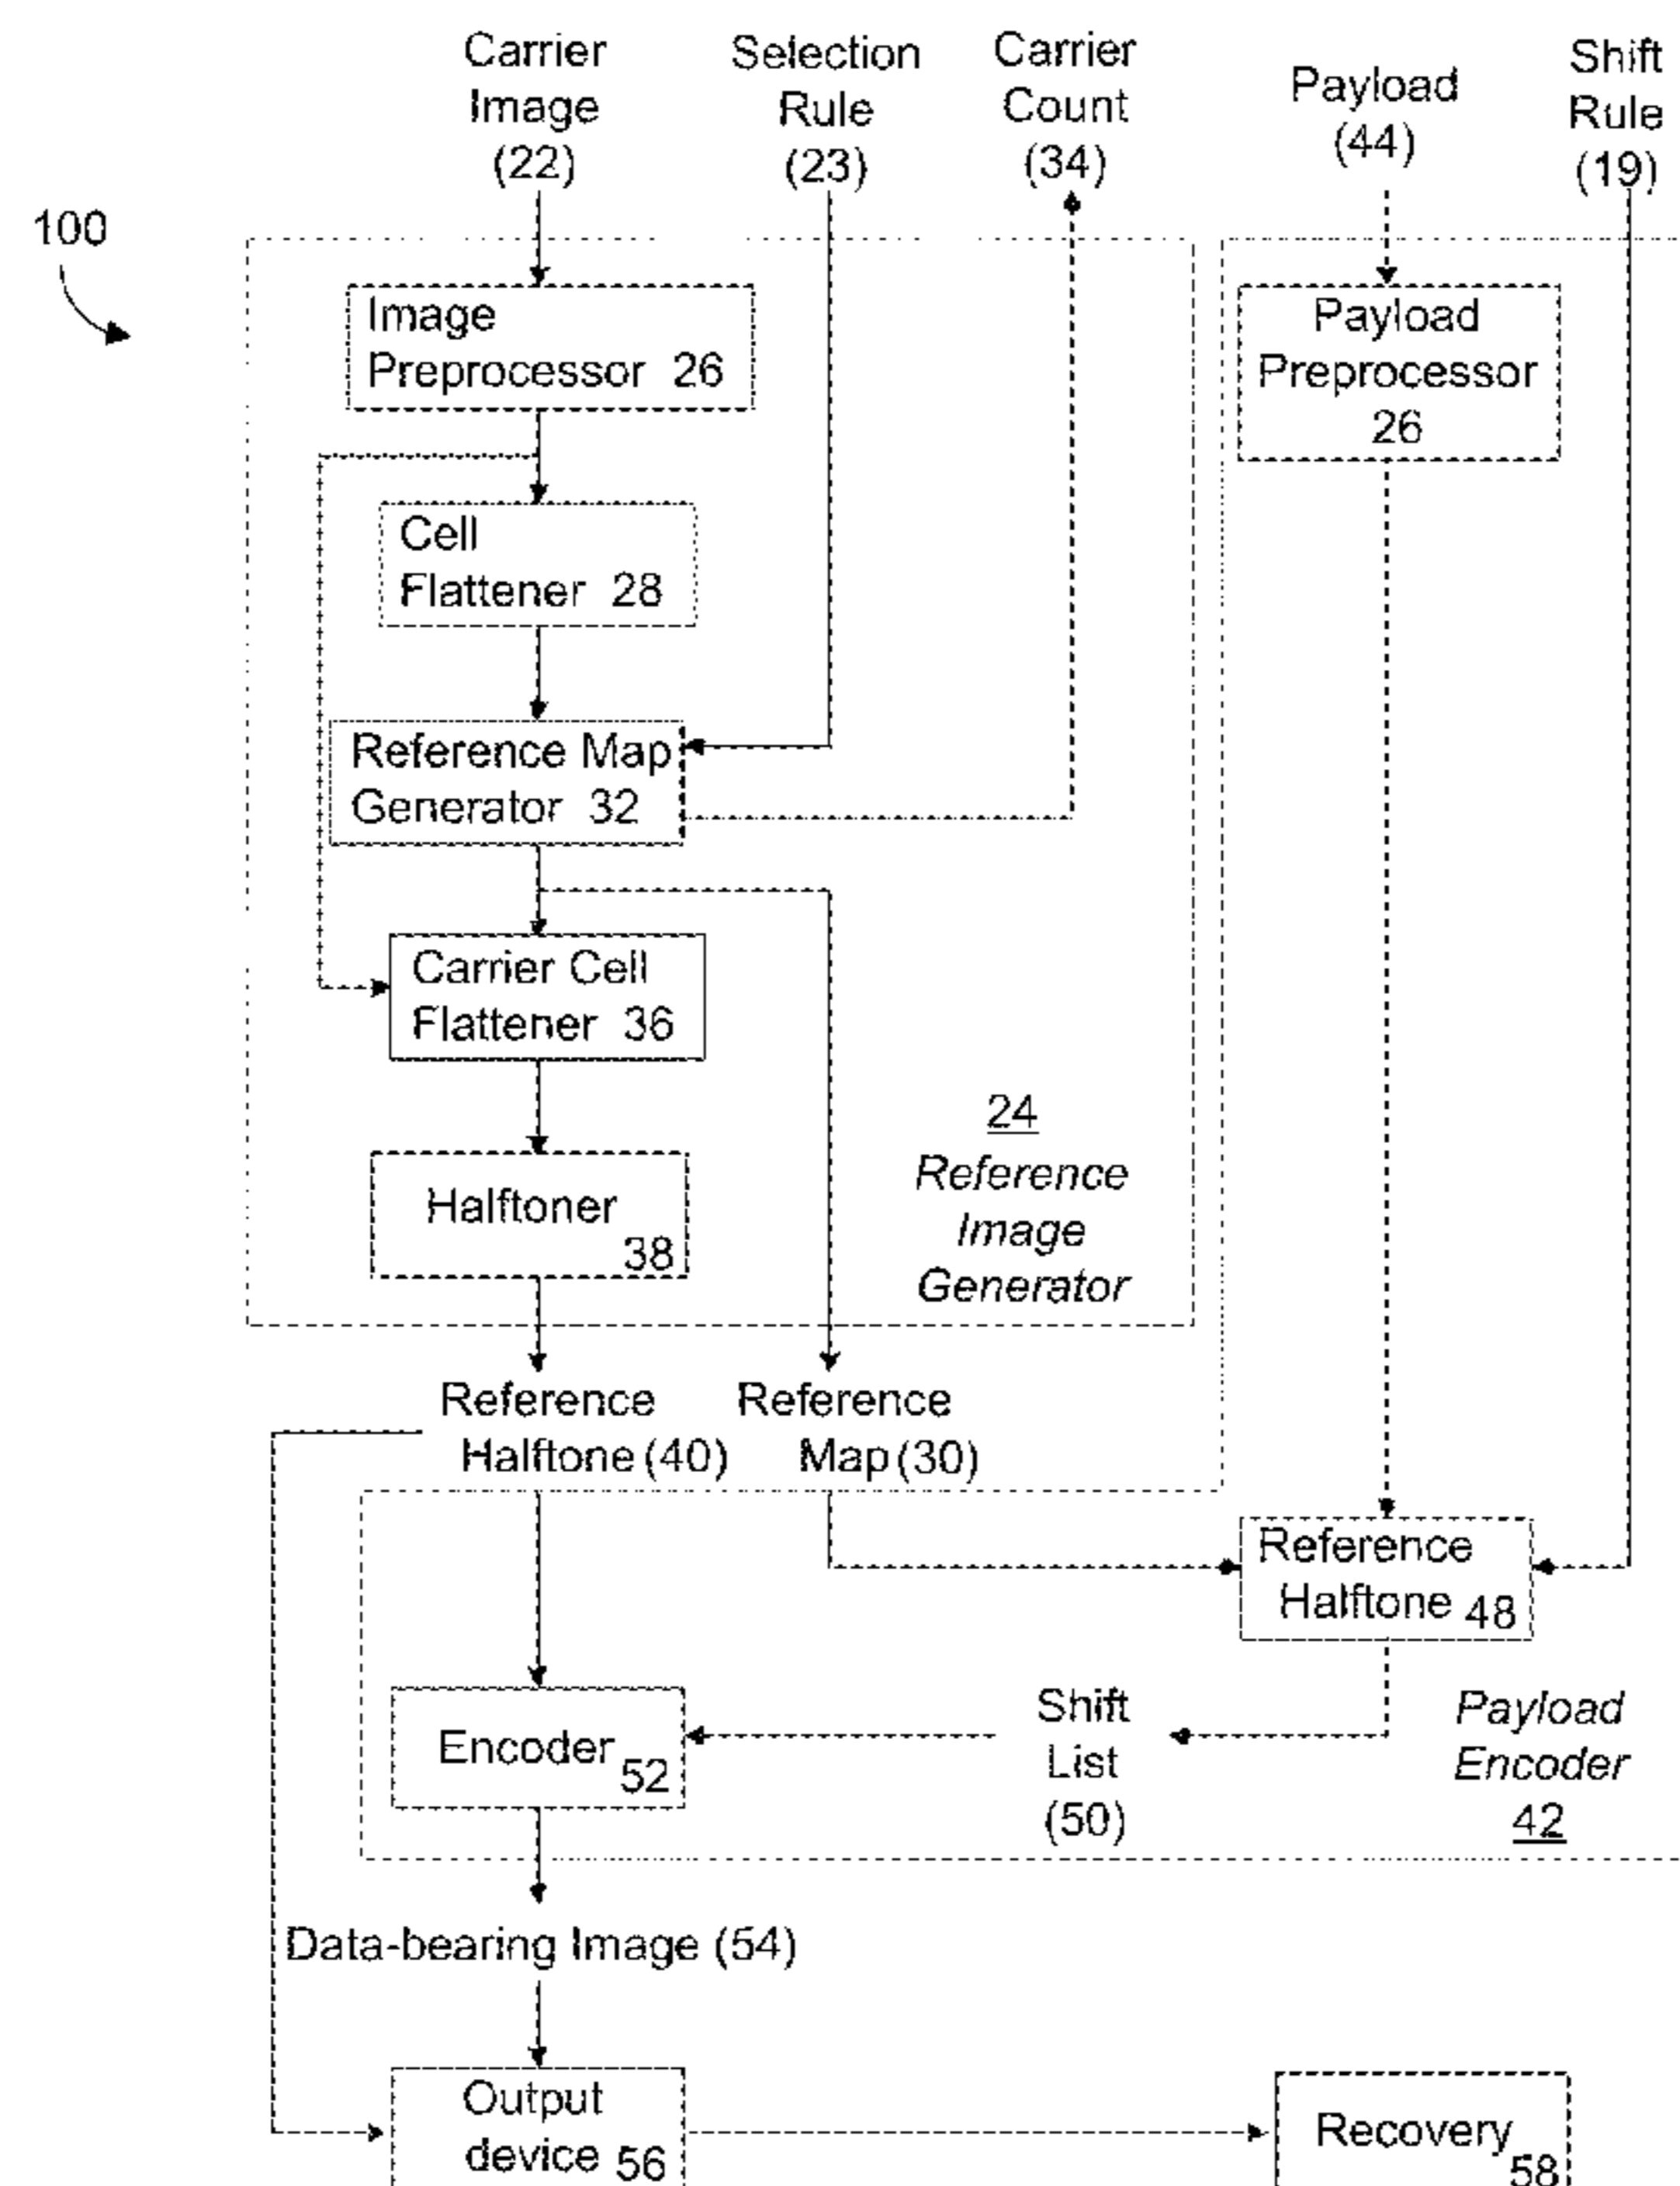 Carrier
Image
(22)
Selection
Rule
(23)
Carrier
Count
(34)
Payload
(44)
Shift
Rule
(19)
100
Image
Preprocessor 26
Payload
Preprocessor
26
Cell
Flattener 28
Reference Map
Generator 32
Carrier Cell
Flattener 36
24
Reference
Image
Generator
Halftoner
38
Reference
Halftone (40)
Reference
Map (30)
Reference
Halftone 48
Encoder 52
Shift
List
(50)
Payload
Encoder
42
Data-bearing Image (54)
Output
device 56
Recovery
58